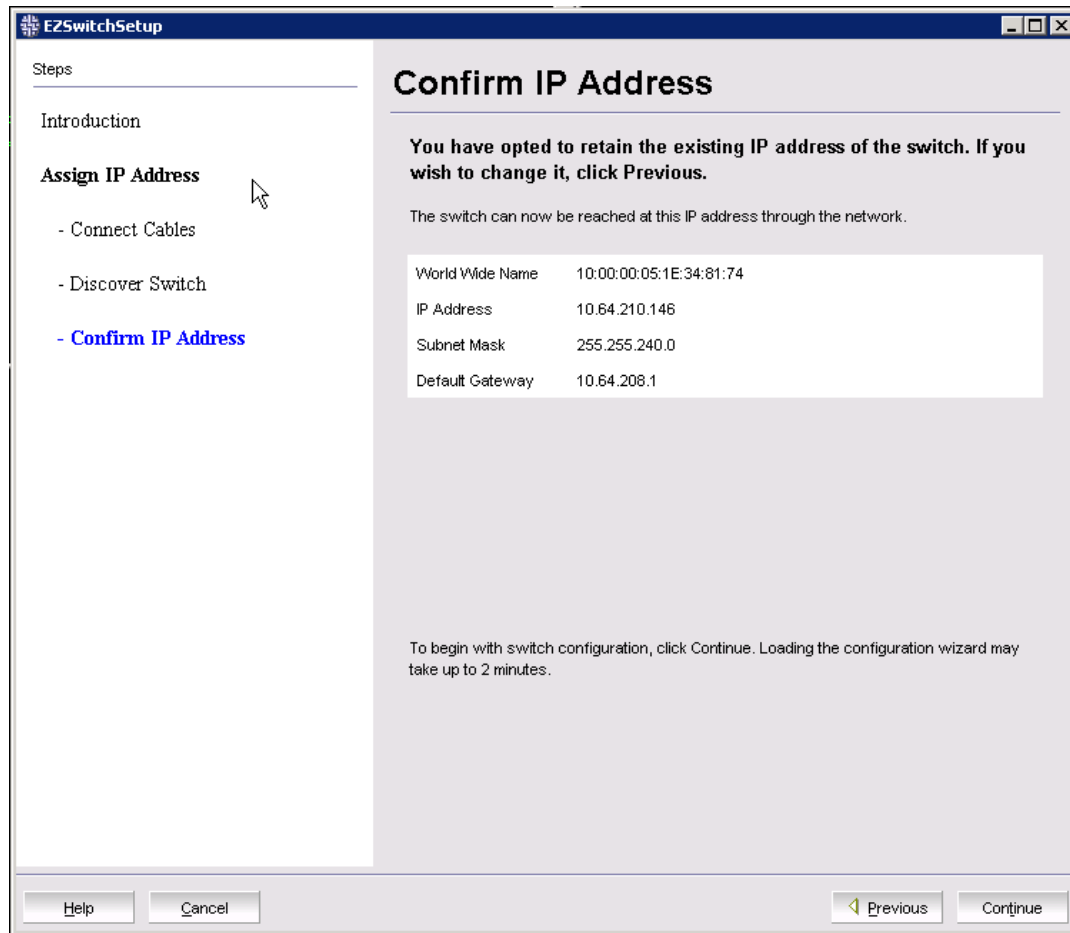 EZSwitchSetup
Steps
Introduction
Assign IP Address
- Connect Cables
- Discover Switch
- Confirm IP Address
Confirm IP Address
You have opted to retain the existing IP address of the switch. If you
wish to change it, click Previous.
The switch can now be reached at this IP address through the network.
World Wide Name 10:00:00:05:1E:34:81:74
IP Address 10.64.210.146
Subnet Mask 255.255.240.0
Default Gateway 10.64.208.1
To begin with switch configuration, click Continue. Loading the configuration wizard may
take up to 2 minutes.
Help Cancel Previous Continue